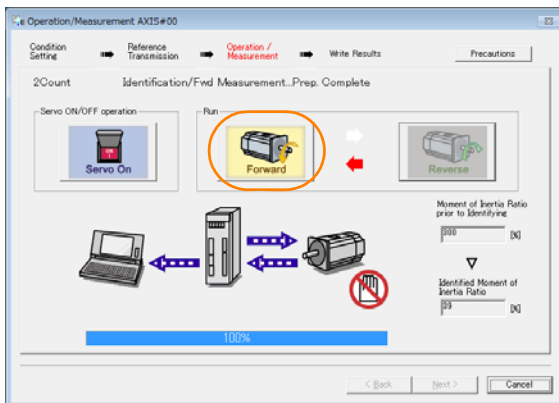 Operation/Measurement AXIS#00
Condition Setting
Reference Transmission
Operation / Measurement
Write Results
Precautions
2Count
Identification/Fwd Measurement...Prep. Complete
Servo ON/OFF operation
Run
Servo On
Forward
Reverse
Moment of Inertia Ratio
prior to Identifying
300 [%]
Identified Moment of
Inertia Ratio
39 [%]
100%
< Back
Next >
Cancel